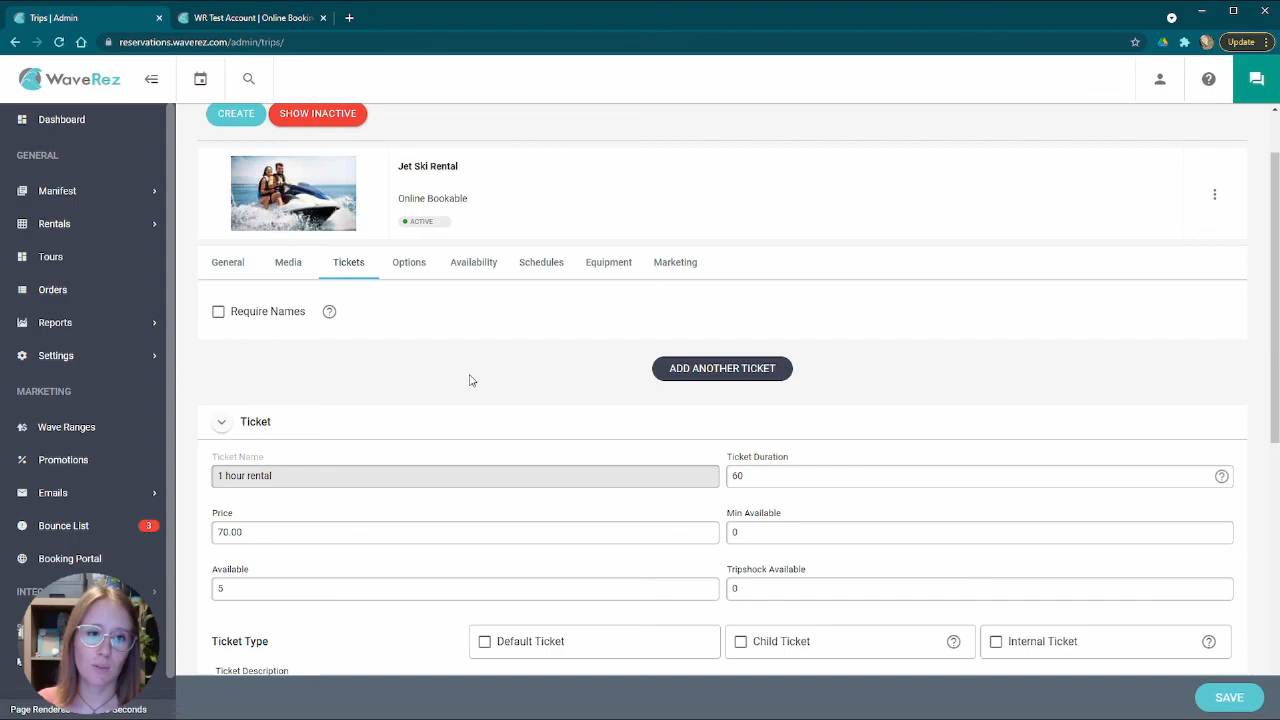 Trips | Admin
WR Test Account | Online Bookin
reservations.waverez.com/admin/trips/
Update
WaveRez
Dashboard
GENERAL
Manifest
Rentals
Tours
Orders
Reports
Settings
MARKETING
Wave Ranges
Promotions
Emails
Bounce List
3
Booking Portal
Page Rendered
Seconds
CREATE
SHOW INACTIVE
Jet Ski Rental
Online Bookable
ACTIVE
General Media Tickets Options Availability Schedules Equipment Marketing
Require Names
ADD ANOTHER TICKET
Ticket
Ticket Name
1 hour rental
Ticket Duration
60
Price
70.00
Min Available
0
Available
5
Tripshock Available
0
Ticket Type
Default Ticket
Child Ticket
Internal Ticket
Ticket Description
SAVE